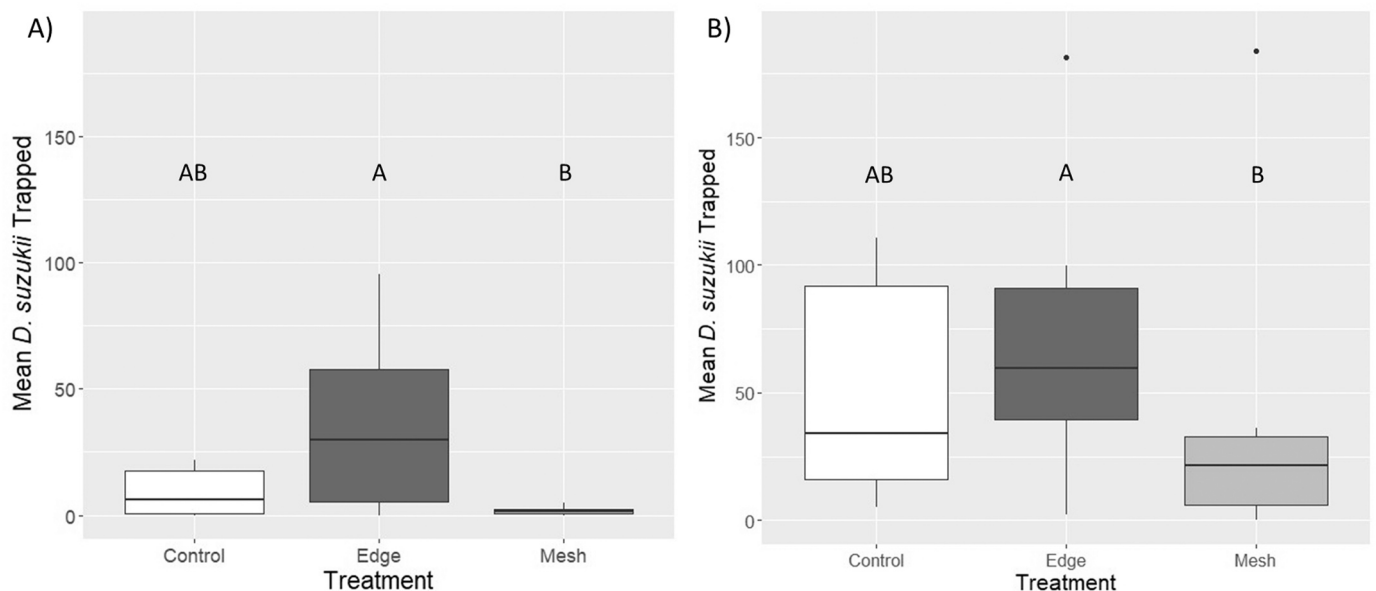 A)
Mean D. suzukii Trapped
150
100
50
0
AB
A
B
Control
Edge
Mesh
Treatment
B)
Mean D. suzukii Trapped
150
100
50
0
AB
A
B
Control
Edge
Mesh
Treatment